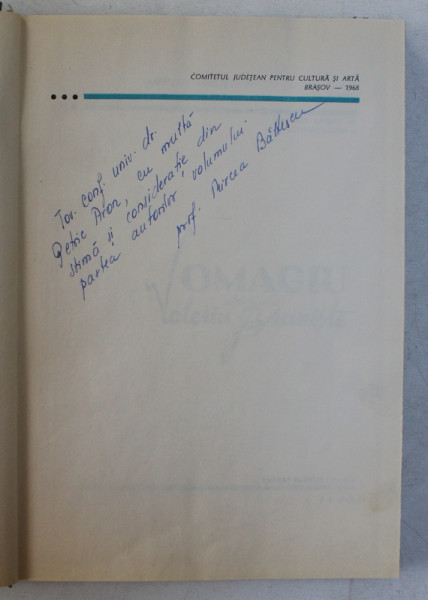 COMITETUL JUDEȚEAN PENTRU CULTURĂ ȘI ARTĂ
BRAȘOV — 1968
Tov. conf. univ. dr.
Petric Aron, cu multă
stimă și considerație din
partea autorilor volumului.
prof. Mircea Băltescu
OMAGIU